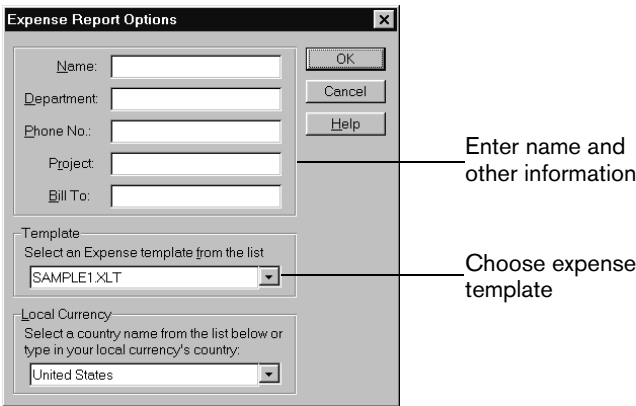 Expense Report Options
Name:
Department:
Phone No.:
Project:
Bill To:
OK
Cancel
Help
Enter name and
other information
Template
Select an Expense template from the list
SAMPLE1.XLT
Choose expense
template
Local Currency
Select a country name from the list below or
type in your local currency's country:
United States